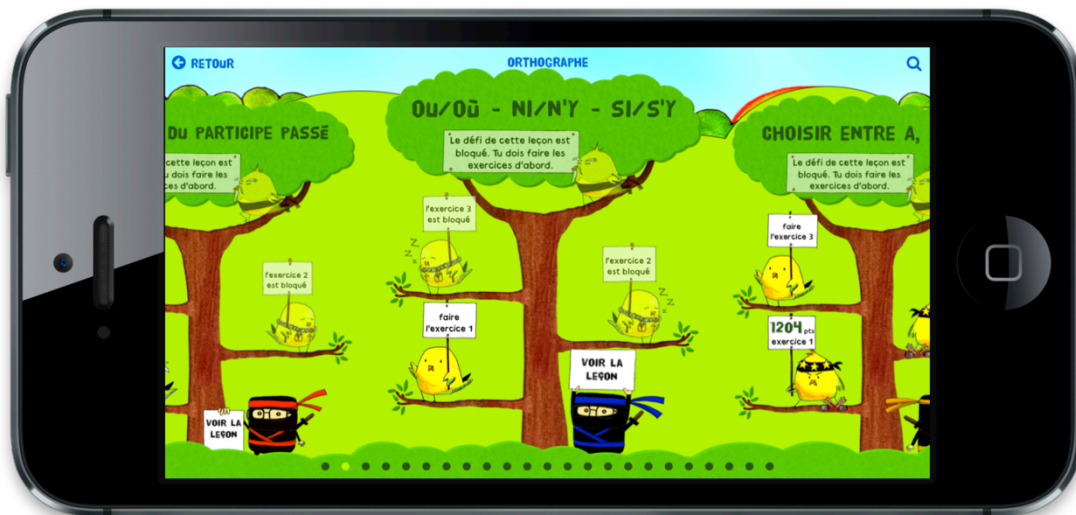 RETOUR
ORTHOGRAPHE
DU PARTICIPE PASSÉ
cette leçon est
u dois faire les
ces d'abord.
l'exercice 2
est bloqué
VOIR LA
LEÇON
OU/OÙ - NI/N'Y - SI/S'Y
Le défi de cette leçon est
bloqué. Tu dois faire les
exercices d'abord.
l'exercice 3
est bloqué
l'exercice 2
est bloqué
faire
l'exercice 1
VOIR LA
LEÇON
CHOISIR ENTRE A,
Le défi de cette leçon est
bloqué. Tu dois faire les
exercices d'abord.
faire
l'exercice 3
1204 pts
exercice 1